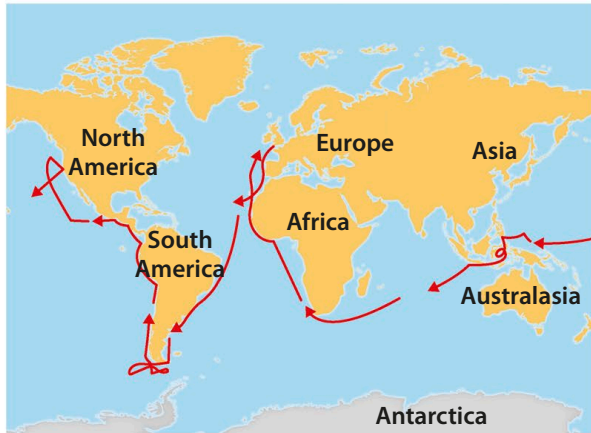 North
America
Europe
Asia
Africa
South
America
Australasia
Antarctica